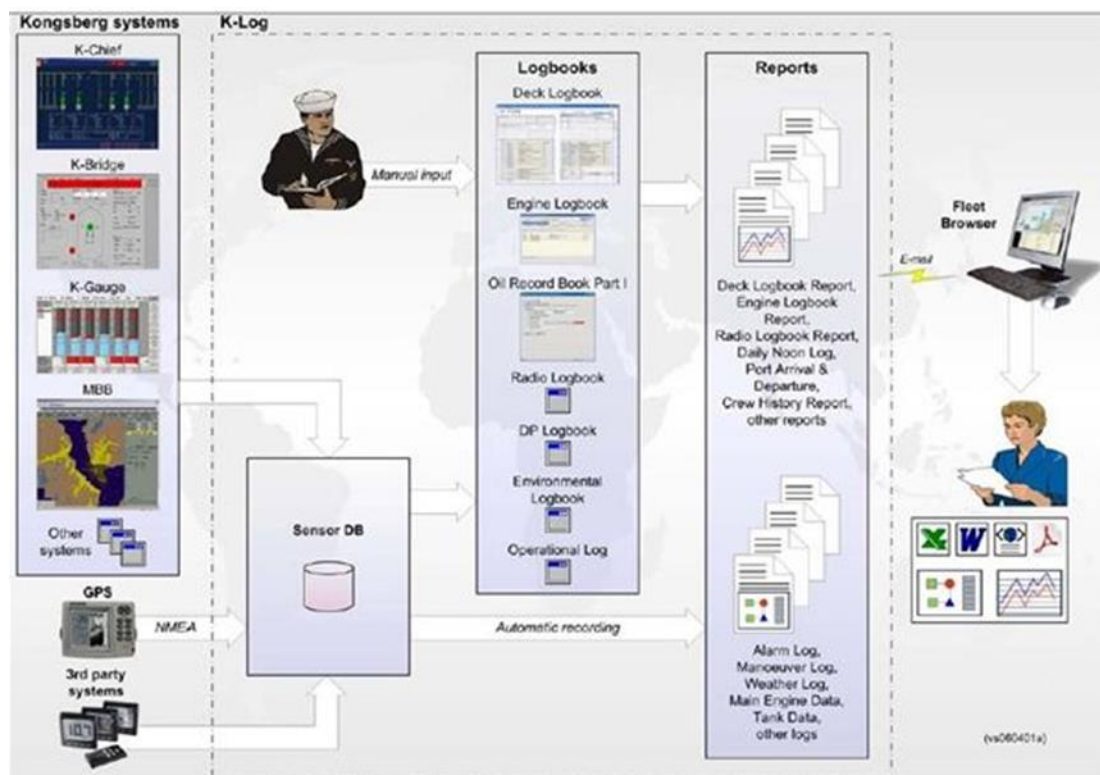 Kongsberg systems
K-Log
K-Chief
K-Bridge
K-Gauge
MBB
Other
systems
GPS
3rd party
systems
NMEA
Manual input
Sensor DB
Automatic recording
Logbooks
Deck Logbook
Engine Logbook
Oil Record Book Part I
Radio Logbook
DP Logbook
Environmental
Logbook
Operational Log
Reports
Deck Logbook Report,
Engine Logbook
Report,
Radio Logbook Report,
Daily Noon Log,
Port Arrival &
Departure,
Crew History Report,
other reports
Alarm Log,
Manoeuver Log,
Weather Log,
Main Engine Data,
Tank Data,
other logs
E-mail
Fleet
Browser
W
(vs060401a)